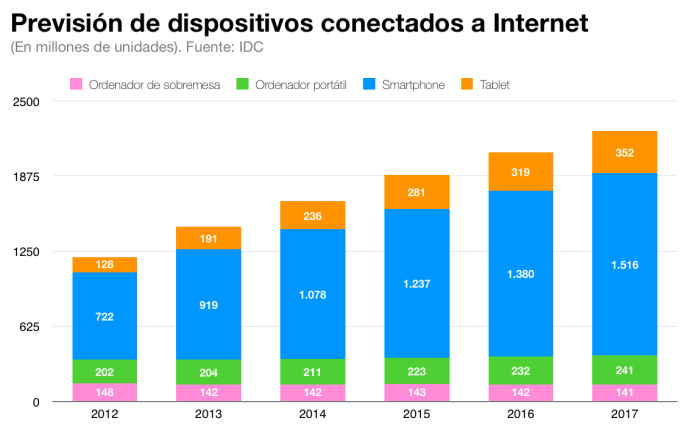 Previsión de dispositivos conectados a Internet
(En millones de unidades). Fuente: IDC
Ordenador de sobremesa Ordenador portátil Smartphone Tablet
2500
1875
1250
625
0
128 191 236 281 319 352
722 919 1.078 1.237 1.380 1.516
202 204 211 223 232 241
148 142 142 143 142 141
2012 2013 2014 2015 2016 2017